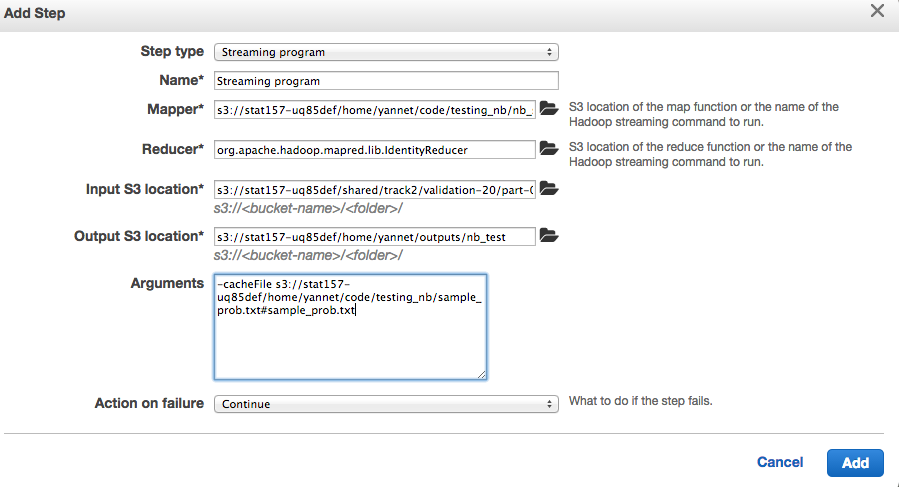 Add Step
Step type Streaming program
Name* Streaming program
Mapper* s3://stat157-uq85def/home/yannet/code/testing_nb/nb_ S3 location of the map function or the name of the
Hadoop streaming command to run.
Reducer* org.apache.hadoop.mapred.lib.IdentityReducer S3 location of the reduce function or the name of the
Hadoop streaming command to run.
Input S3 location* s3://stat157-uq85def/shared/track2/validation-20/part-
s3://<bucket-name>/<folder>/
Output S3 location* s3://stat157-uq85def/home/yannet/outputs/nb_test
s3://<bucket-name>/<folder>/
Arguments -cacheFile s3://stat157-
uq85def/home/yannet/code/testing_nb/sample_
prob.txt#sample_prob.txt
Action on failure Continue What to do if the step fails.
Cancel Add